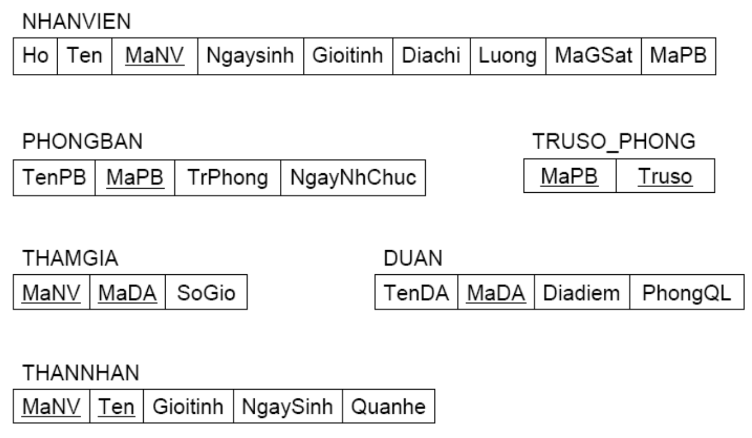 NHANVIEN
Ho Ten MaNV Ngaysinh Gioitinh Diachi Luong MaGSat MaPB
PHONGBAN
TenPB MaPB TrPhong NgayNhChuc
TRUSO_PHONG
MaPB Truso
THAMGIA
MaNV MaDA SoGio
DUAN
TenDA MaDA Diadiem PhongQL
THANNHAN
MaNV Ten Gioitinh NgaySinh Quanhe